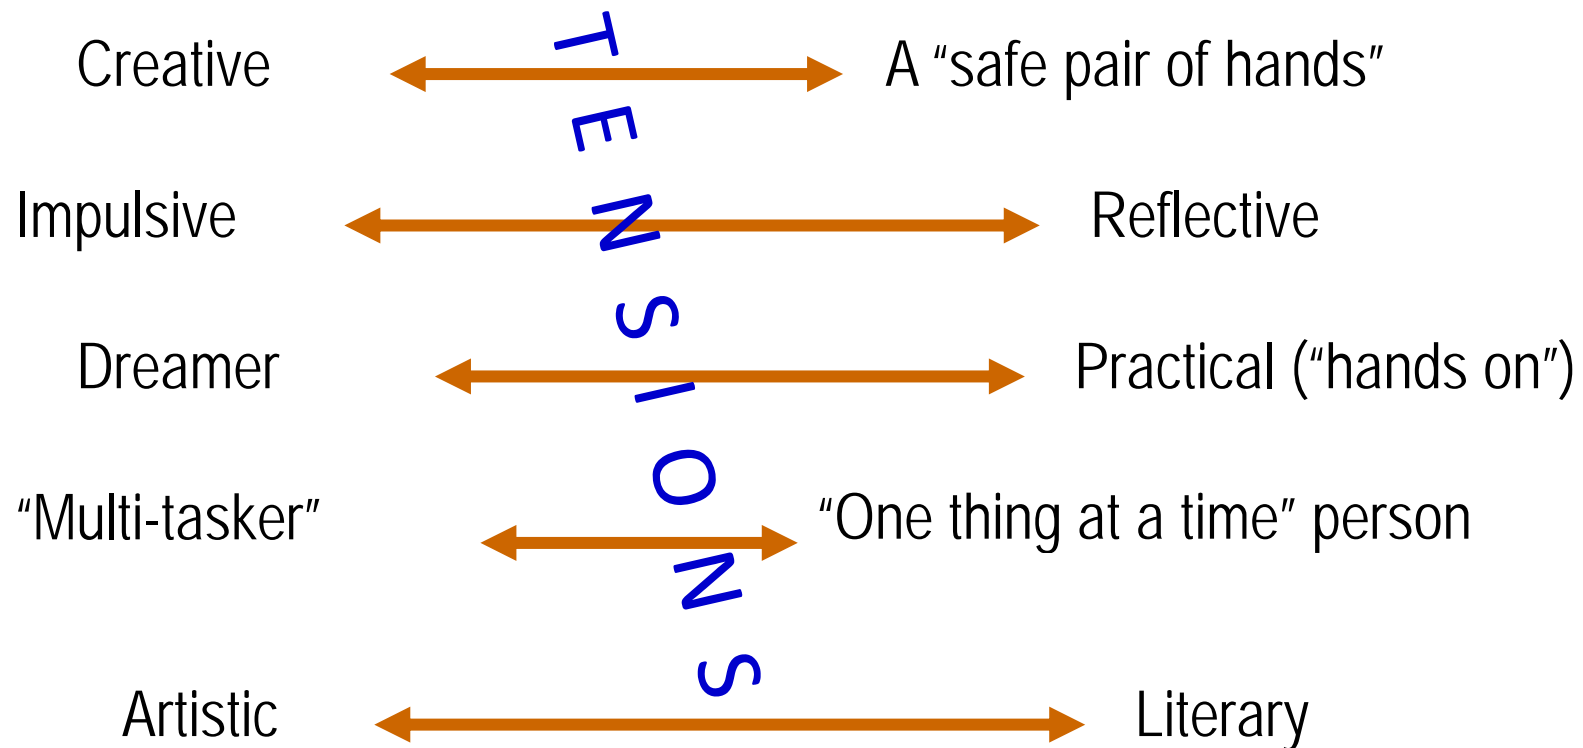 Creative A “safe pair of hands”
Impulsive Reflective
Dreamer Practical (“hands on”)
“Multi-tasker” “One thing at a time” person
Artistic Literary
TENSIONS